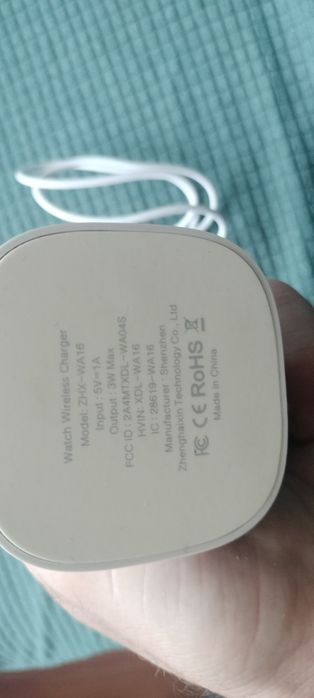 Watch Wireless Charger
Model: ZHX-WA16
Input : 5V=1A
Output : 3W Max
FCC ID : 2A4MTXDL-WA04S
HVIN: XDL-WA16
IC : 28619-WA16
Manufacturer : Shenzhen
Zhenghaixin Technology Co., Ltd
FC CE RoHS
Made in China